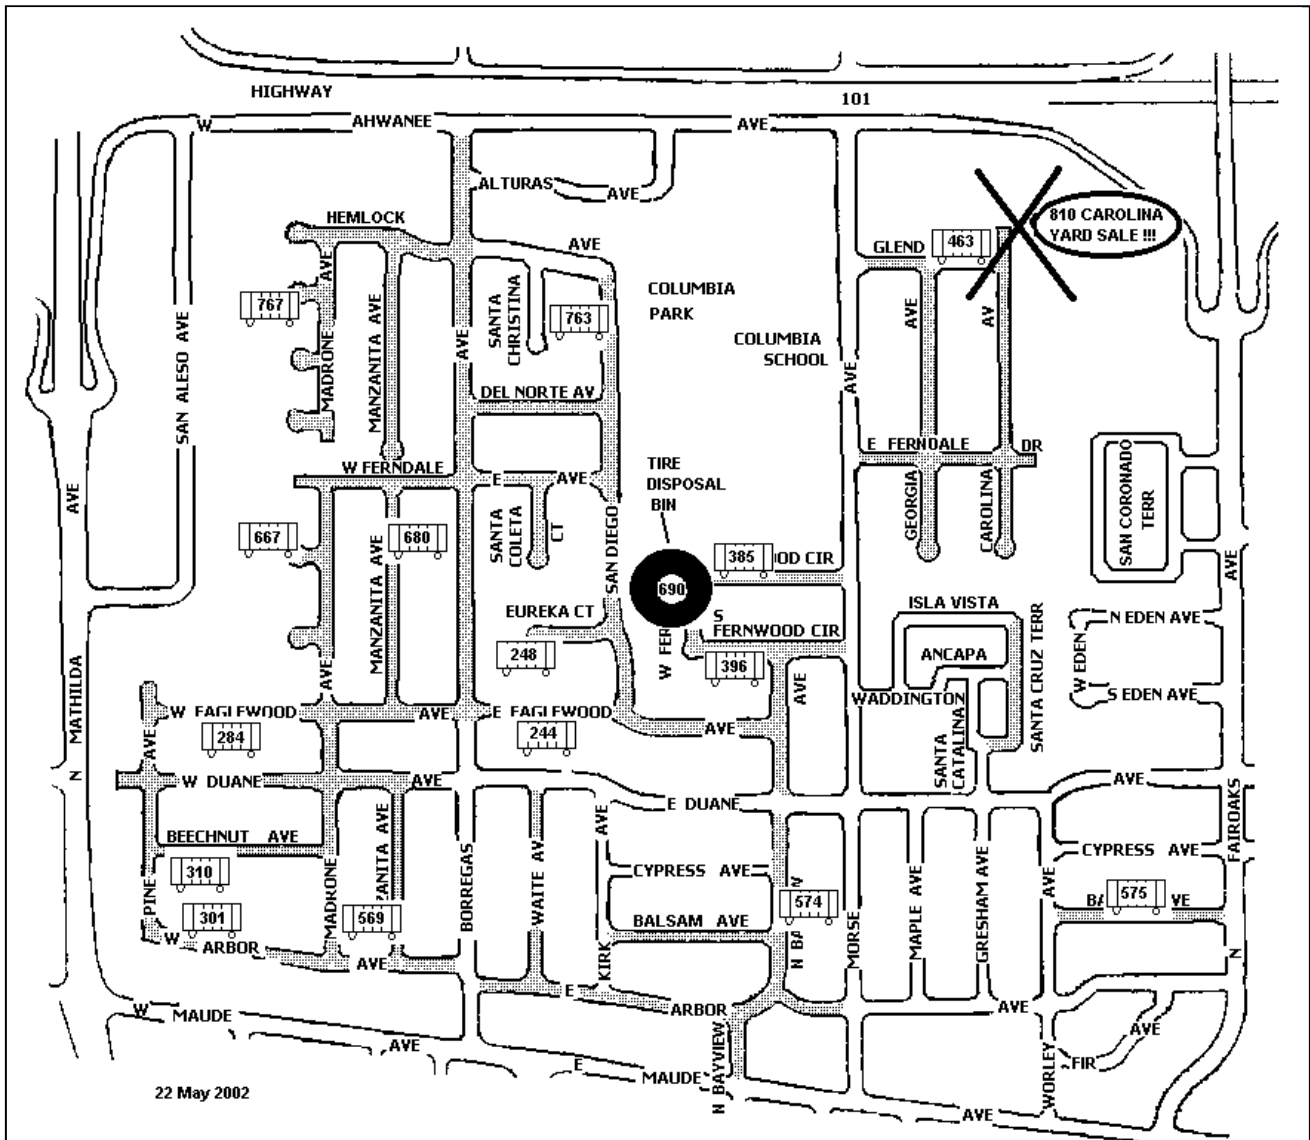 HIGHWAY
101
W
AHWANEE
AVE
ALTURAS
AVE
HEMLOCK
AVE
810 CAROLINA
YARD SALE !!!
GLEND
463
AVE
767
SANTA
CHRISTINA
763
COLUMBIA
PARK
COLUMBIA
SCHOOL
AVE
AV
SAN ALESO AVE
MADRONE
AVE
MANZANITA AVE
AVE
DEL NORTE AV
AVE
E FERNDALE
DR
W FERNDALE
E
AVE
TIRE
DISPOSAL
BIN
AVE
GEORGIA
CAROLINA
SAN CORONADO
TERR
667
680
SANTA
COLETA
CT
SAN DIEGO
385
OD CIR
690
MANZANITA AVE
EUREKA CT
W FER
S
FERNWOOD CIR
ISLA VISTA
ANCAPA
SANTA CRUZ TERR
N EDEN AVE
W EDEN
S EDEN AVE
AVE
248
396
WADDINGTON
N MATHILDA
AVE
W EAGLEWOOD
AVE
E EAGLEWOOD
AVE
AVE
284
244
SANTA
CATALINA
AVE
W DUANE
AVE
E DUANE
AVE
FAIROAKS
BEECHNUT AVE
ZANITA AVE
BORREGAS
WAITE AV
AVE
CYPRESS AVE
CYPRESS AVE
310
301
PINE
MADRONE
569
BALSAM AVE
574
N BA
W
MORSE
MAPLE AVE
GRESHAM AVE
AVE
575
BA
VE
W
ARBOR
AVE
KIRK
N
E
ARBOR
AVE
W
MAUDE
AVE
E
MAUDE
N BAYVIEW
WORLEY
FIR
AVE
AVE
22 May 2002